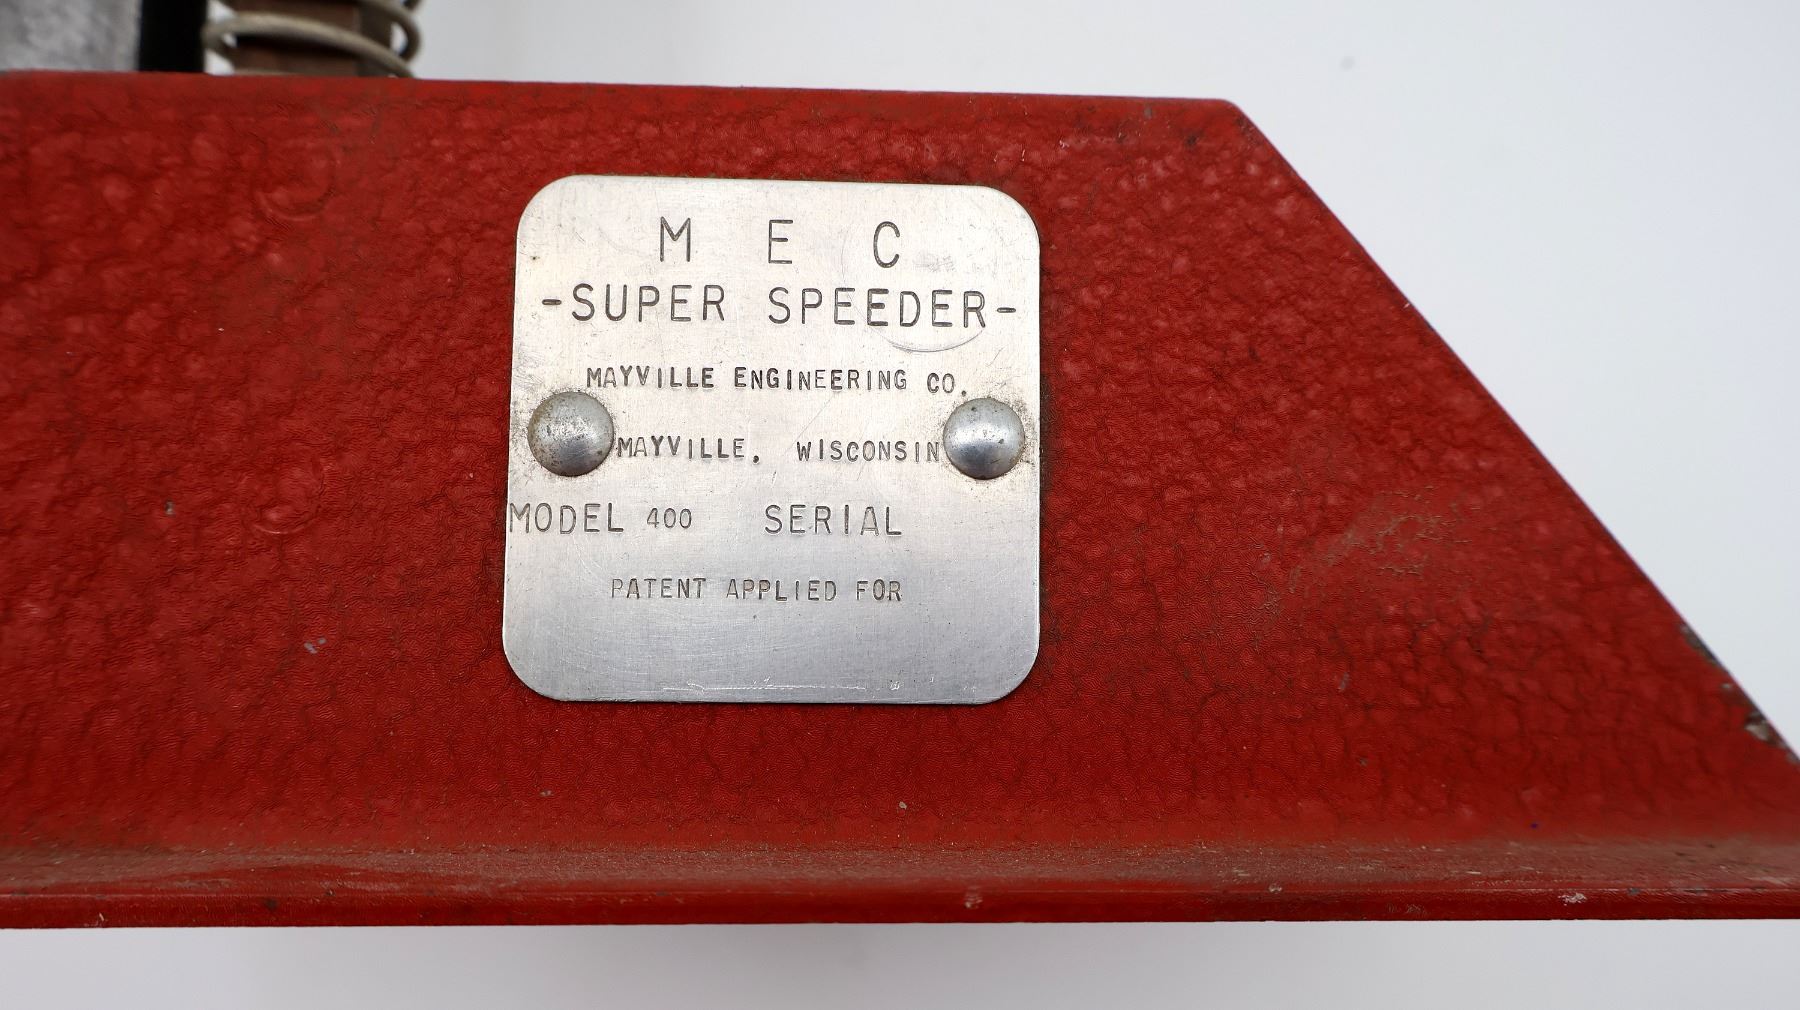 M E C
-SUPER SPEEDER-
MAYVILLE ENGINEERING CO.
MAYVILLE, WISCONSIN
MODEL 400 SERIAL
PATENT APPLIED FOR